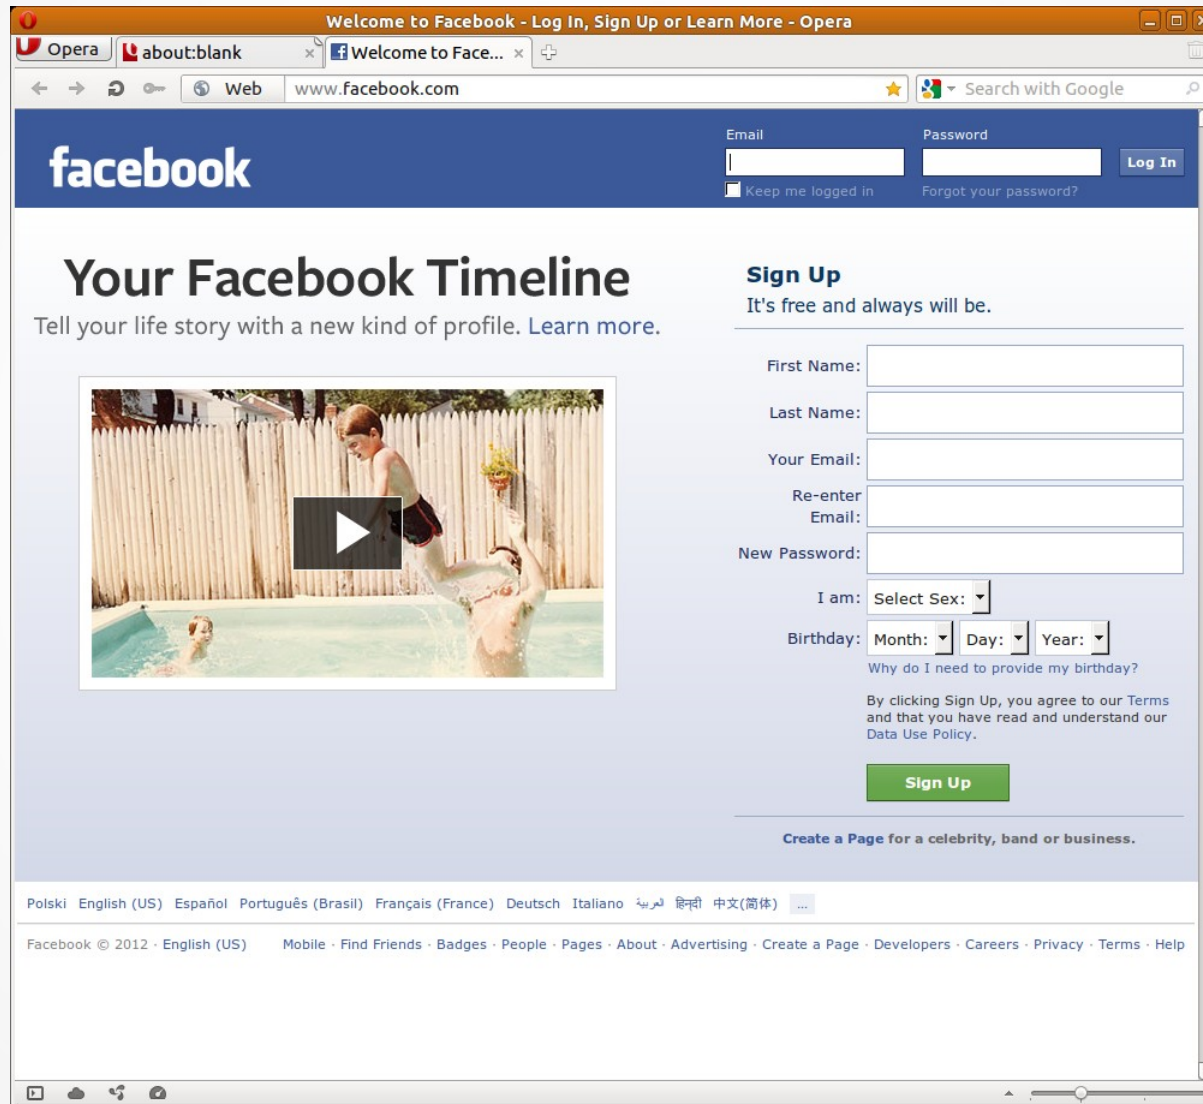 Welcome to Facebook - Log In, Sign Up or Learn More - Opera
Opera about:blank Welcome to Face...
Web www.facebook.com Search with Google
Email Password
facebook
Log In
Keep me logged in Forgot your password?
Your Facebook Timeline
Tell your life story with a new kind of profile. Learn more.
Sign Up
It's free and always will be.
First Name:
Last Name:
Your Email:
Re-enter
Email:
New Password:
I am: Select Sex:
Birthday: Month: Day: Year:
Why do I need to provide my birthday?
By clicking Sign Up, you agree to our Terms
and that you have read and understand our
Data Use Policy.
Sign Up
Create a Page for a celebrity, band or business.
Polski English (US) Español Português (Brasil) Français (France) Deutsch Italiano العربية हिन्दी 中文(简体) ...
Facebook © 2012 · English (US) Mobile · Find Friends · Badges · People · Pages · About · Advertising · Create a Page · Developers · Careers · Privacy · Terms · Help